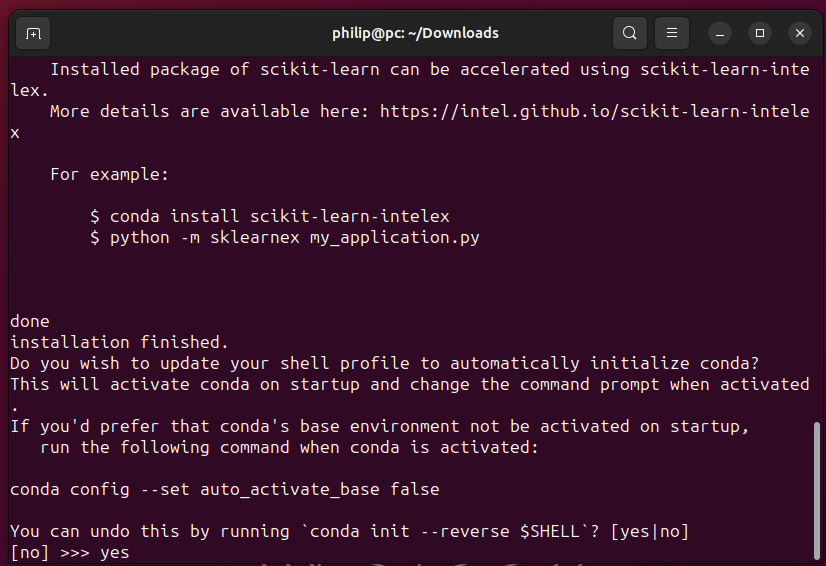 philip@pc: ~/Downloads
Installed package of scikit-learn can be accelerated using scikit-learn-inte
lex.
More details are available here: https://intel.github.io/scikit-learn-intele
x
For example:
$ conda install scikit-learn-intelex
$ python -m sklearnex my_application.py
done
installation finished.
Do you wish to update your shell profile to automatically initialize conda?
This will activate conda on startup and change the command prompt when activated
.
If you'd prefer that conda's base environment not be activated on startup,
run the following command when conda is activated:
conda config --set auto_activate_base false
You can undo this by running `conda init --reverse $SHELL`? [yes|no]
[no] >>> yes